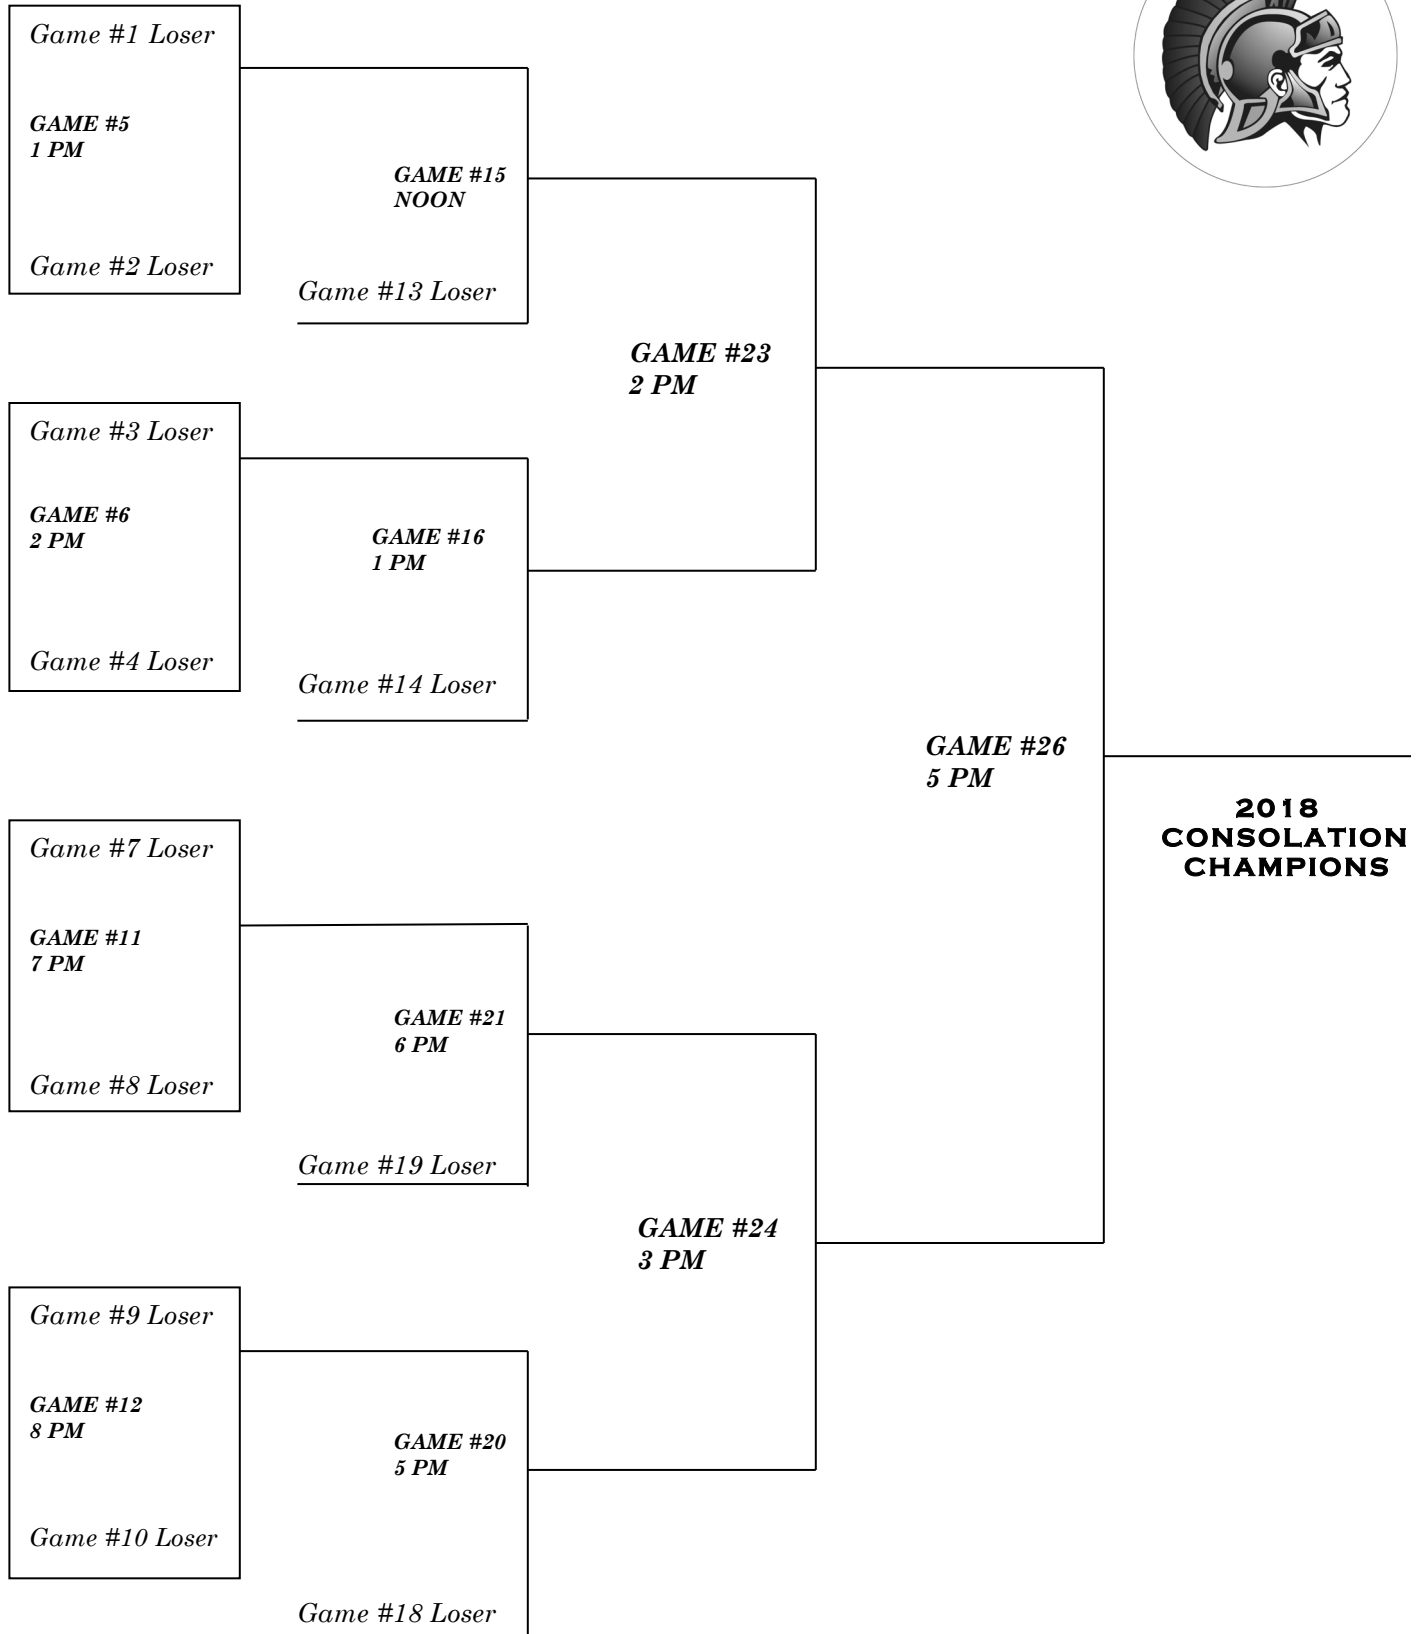 Game #1 Loser
GAME #5
1 PM
Game #2 Loser
GAME #15
NOON
Game #13 Loser
GAME #23
2 PM
Game #3 Loser
GAME #6
2 PM
Game #4 Loser
GAME #16
1 PM
Game #14 Loser
GAME #26
5 PM
2018
CONSOLATION
CHAMPIONS
Game #7 Loser
GAME #11
7 PM
Game #8 Loser
GAME #21
6 PM
Game #19 Loser
GAME #24
3 PM
Game #9 Loser
GAME #12
8 PM
Game #10 Loser
GAME #20
5 PM
Game #18 Loser